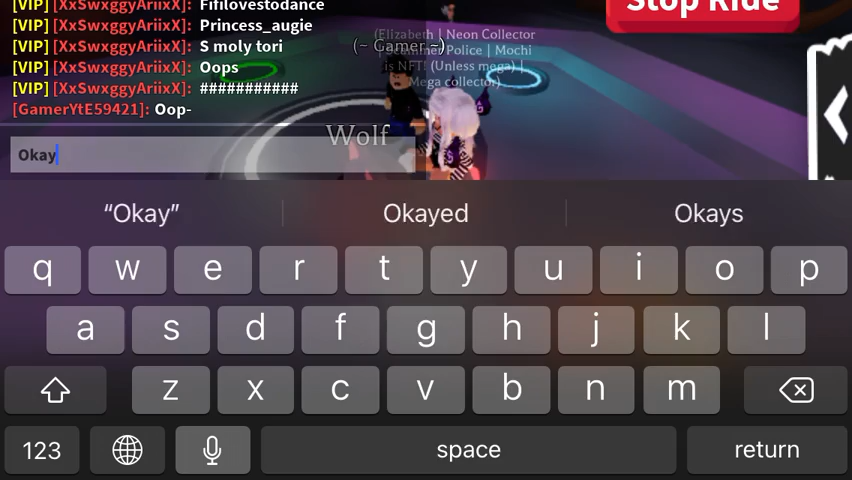 [VIP] [XxSwxggyAriixX]: Fifilovestodance
[VIP] [XxSwxggyAriixX]: Princess_augie
[VIP] [XxSwxggyAriixX]: S moly tori
[VIP] [XxSwxggyAriixX]: Oops
[VIP] [XxSwxggyAriixX]: ###########
[GamerYtE59421]: Oop-
Stop Ride
(Elizabeth | Neon Collector
(~ Gamer ~)
Police | Mochi
is NFT! (Unless mega) |
Mega collector)
Wolf
Okay
“Okay” Okayed Okays
q w e r t y u i o p
a s d f g h j k l
z x c v b n m
123 space return